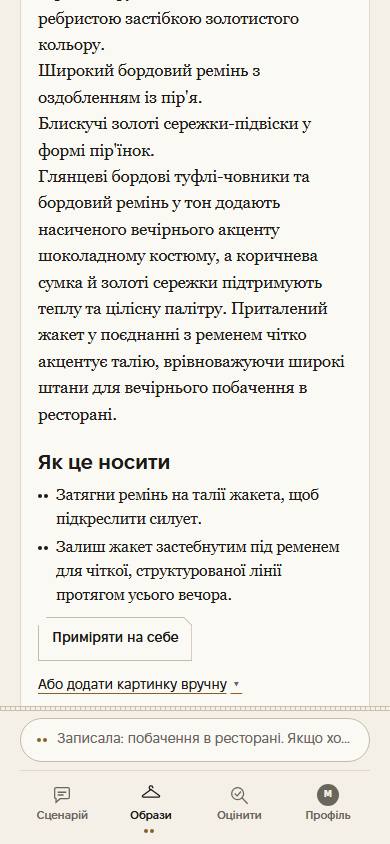 ребристою застібкою золотистого
кольору.
Широкий бордовий ремінь з
оздобленням із пір'я.
Блискучі золоті сережки-підвіски у
формі пір'їнок.
Глянцеві бордові туфлі-човники та
бордовий ремінь у тон додають
насиченого вечірнього акценту
шоколадному костюму, а коричнева
сумка й золоті сережки підтримують
теплу та цілісну палітру. Приталений
жакет у поєднанні з ременем чітко
акцентує талію, врівноважуючи широкі
штани для вечірнього побачення в
ресторані.
Як це носити
Затягни ремінь на талії жакета, щоб
підкреслити силует.
Залиш жакет застебнутим під ременем
для чіткої, структурованої лінії
протягом усього вечора.
Приміряти на себе
Або додати картинку вручну
Записала: побачення в ресторані. Якщо хо...
М
Сценарій Образи Оцінити Профіль